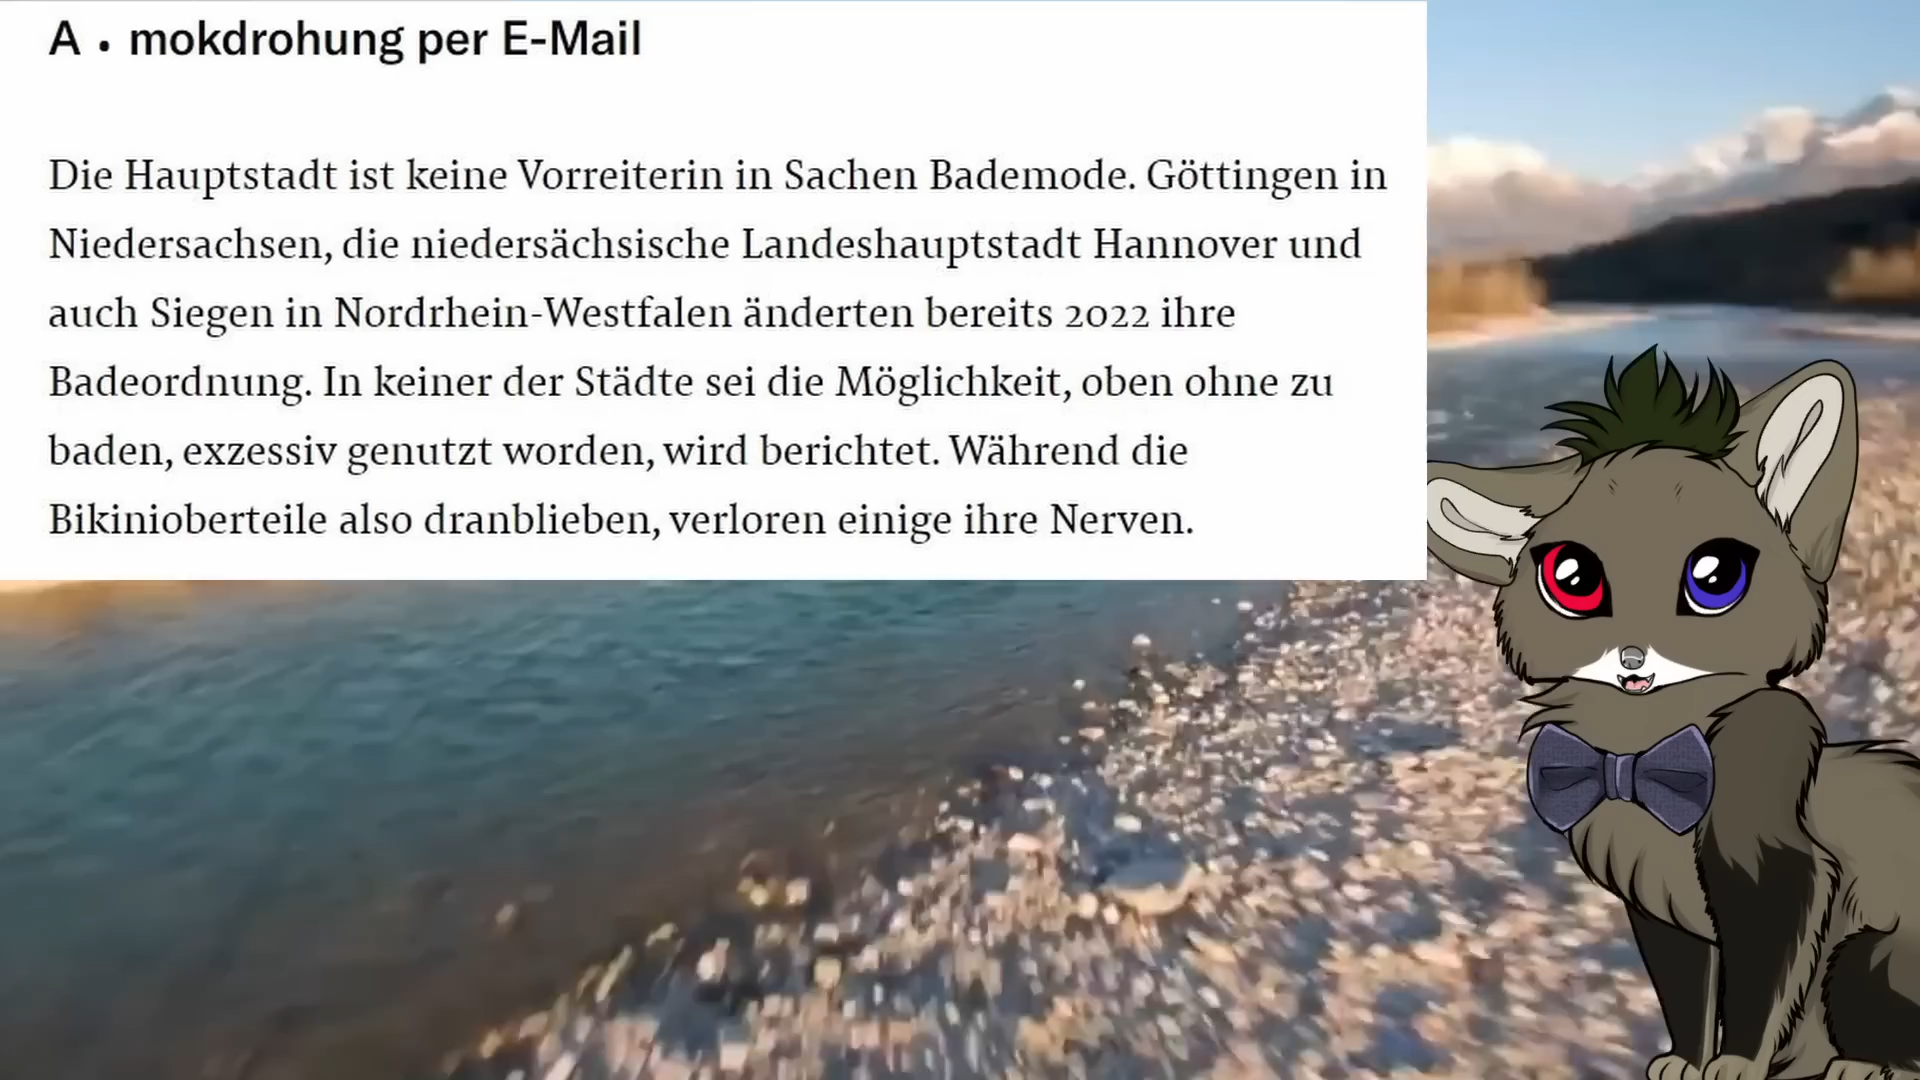 A . mokdrohung per E-Mail
Die Hauptstadt ist keine Vorreiterin in Sachen Bademode. Göttingen in
Niedersachsen, die niedersächsische Landeshauptstadt Hannover und
auch Siegen in Nordrhein-Westfalen änderten bereits 2022 ihre
Badeordnung. In keiner der Städte sei die Möglichkeit, oben ohne zu
baden, exzessiv genutzt worden, wird berichtet. Während die
Bikinioberteile also dranblieben, verloren einige ihre Nerven.